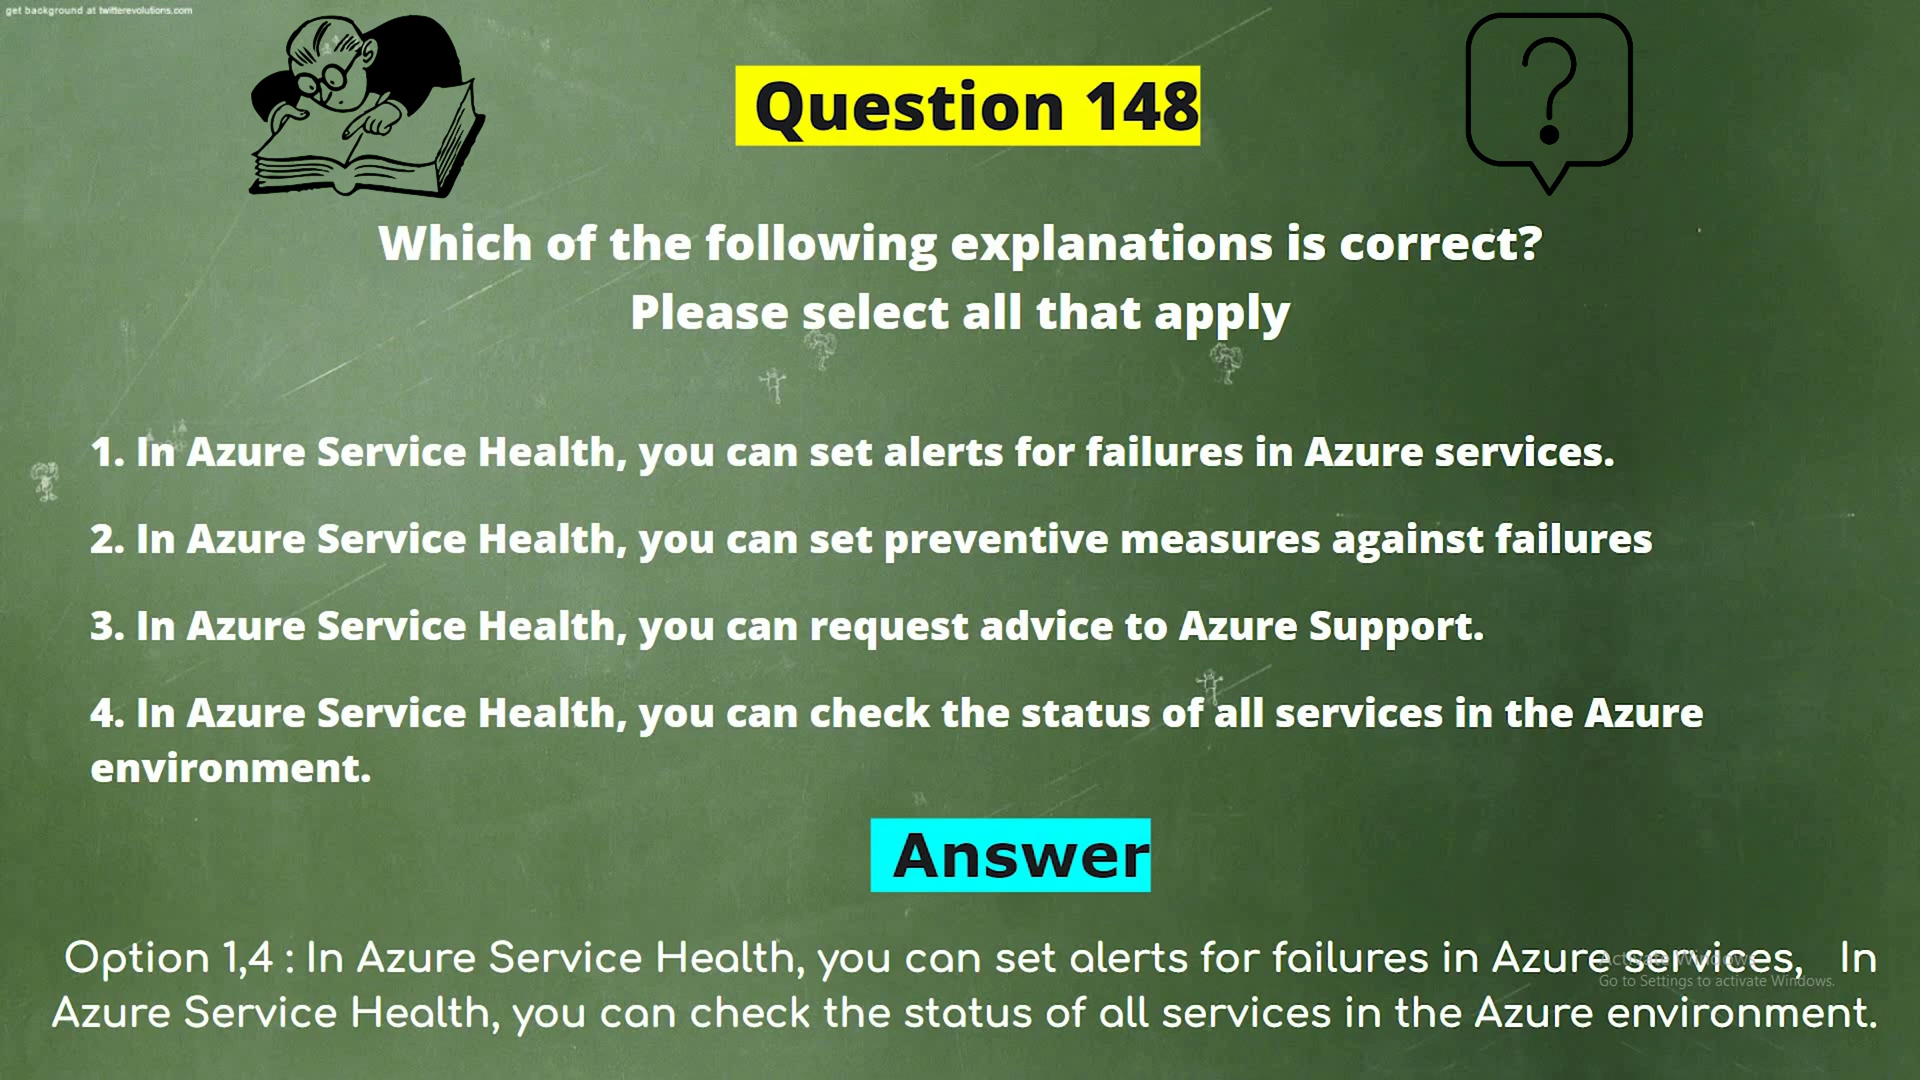 get background at twitterevolutions.com
Question 148
?
Which of the following explanations is correct?
Please select all that apply
1. In Azure Service Health, you can set alerts for failures in Azure services.
2. In Azure Service Health, you can set preventive measures against failures
3. In Azure Service Health, you can request advice to Azure Support.
4. In Azure Service Health, you can check the status of all services in the Azure
environment.
Answer
Option 1,4 : In Azure Service Health, you can set alerts for failures in Azure services, In
Azure Service Health, you can check the status of all services in the Azure environment.
Activate Windows
Go to Settings to activate Windows.